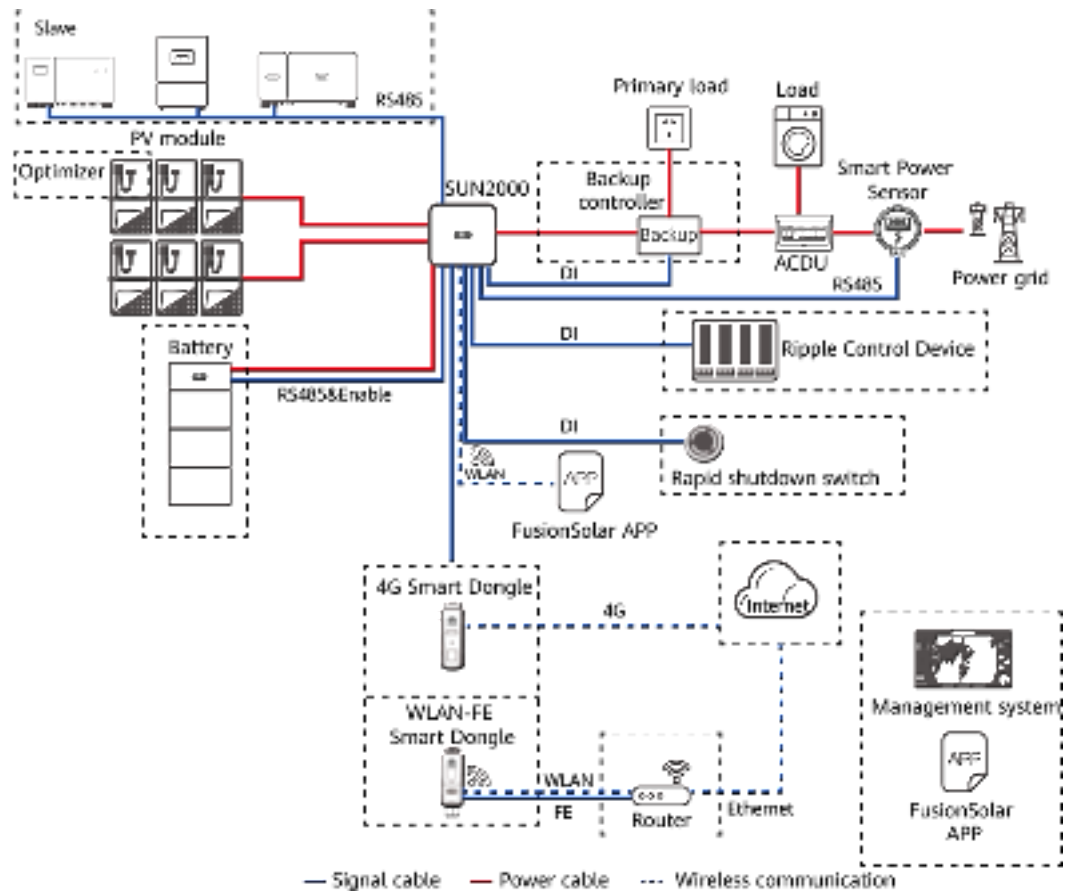 Slave
RS485
PV module
Optimizer
SUN2000
Primary load
Load
Backup
controller
Backup
Smart Power
Sensor
ACDU
Power grid
DI
RS485
DI
Ripple Control Device
Battery
RS485&Enable
DI
Rapid shutdown switch
WLAN
APP
FusionSolar APP
4G Smart Dongle
4G
Internet
WLAN-FE
Smart Dongle
WLAN
FE
Router
Ethernet
Management system
APP
FusionSolar
APP
Signal cable
Power cable
Wireless communication